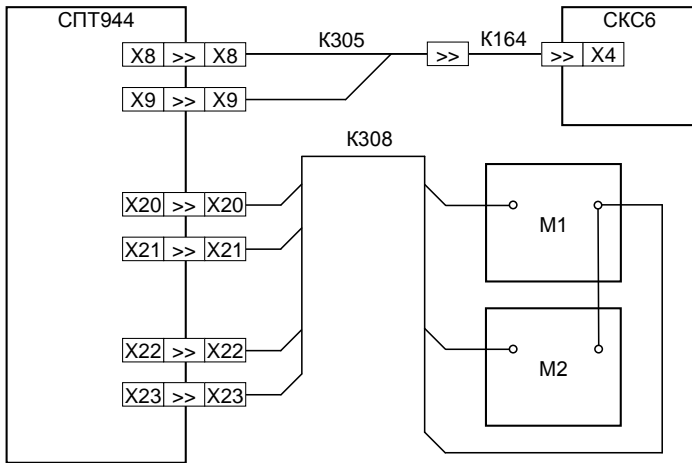 СПТ944
СКС6
К305
К164
X8 >> X8
>>
>> X4
X9 >> X9
К308
X20 >> X20
М1
X21 >> X21
X22 >> X22
М2
X23 >> X23